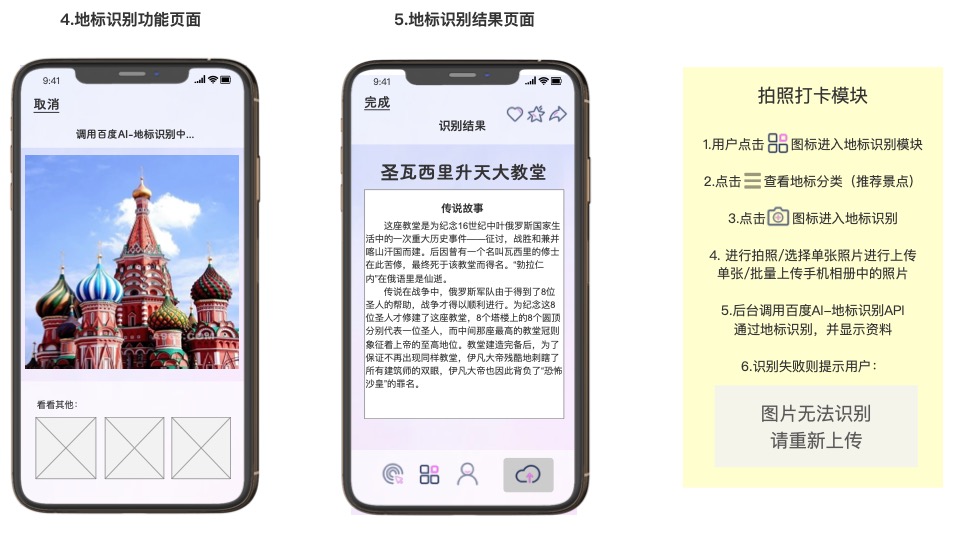 4.地标识别功能页面
9:41
取消
调用百度AI-地标识别中...
看看其他：
5.地标识别结果页面
9:41
完成
识别结果
圣瓦西里升天大教堂
传说故事
这座教堂是为纪念16世纪中叶俄罗斯国家生
活中的一次重大历史事件——征讨，战胜和兼并
喀山汗国而建。后因曾有一个名叫瓦西里的修士
在此苦修，最终死于该教堂而得名。“勃拉仁
内”在俄语里是仙逝。
传说在战争中，俄罗斯军队由于得到了8位
圣人的帮助，战争才得以顺利进行。为纪念这8
位圣人才修建了这座教堂，8个塔楼上的8个圆顶
分别代表一位圣人，而中间那座最高的教堂冠则
象征着上帝的至高地位。教堂建造完备后，为了
保证不再出现同样教堂，伊凡大帝残酷地刺瞎了
所有建筑师的双眼，伊凡大帝也因此背负了“恐怖
沙皇”的罪名。
拍照打卡模块
1.用户点击图标进入地标识别模块
2.点击查看地标分类（推荐景点）
3.点击图标进入地标识别
4. 进行拍照/选择单张照片进行上传
单张/批量上传手机相册中的照片
5.后台调用百度AI-地标识别API
通过地标识别，并显示资料
6.识别失败则提示用户：
图片无法识别
请重新上传